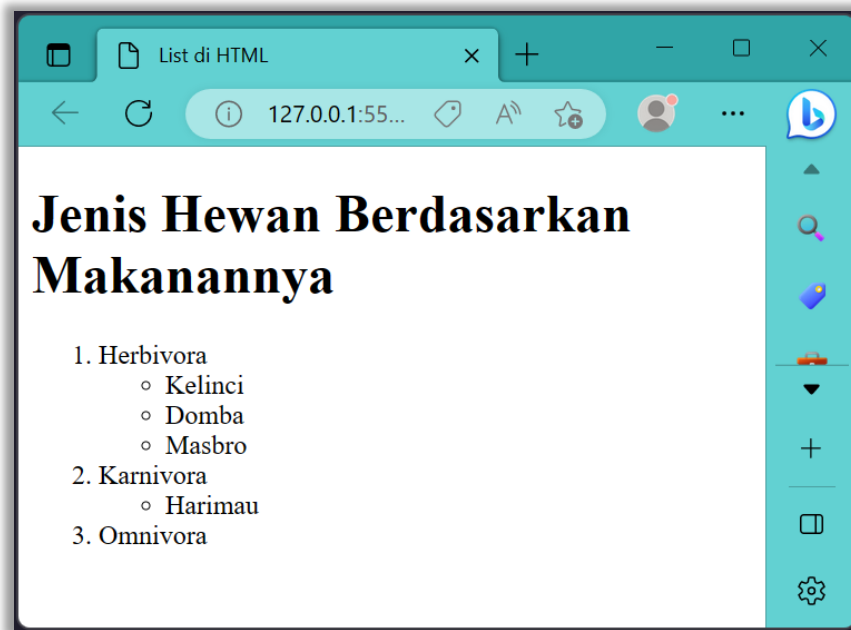 List di HTML
127.0.0.1:55...
Jenis Hewan Berdasarkan
Makanannya
1. Herbivora
◦ Kelinci
◦ Domba
◦ Masbro
2. Karnivora
◦ Harimau
3. Omnivora